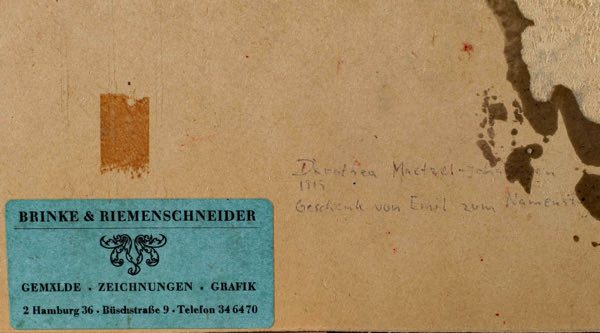 Dorothea Maetzel-Johannsen
1919
Geschenk von Emil zum Namenst
BRINKE & RIEMENSCHNEIDER
GEMÄLDE • ZEICHNUNGEN • GRAFIK
2 Hamburg 36 • Büschstraße 9 • Telefon 34 64 70